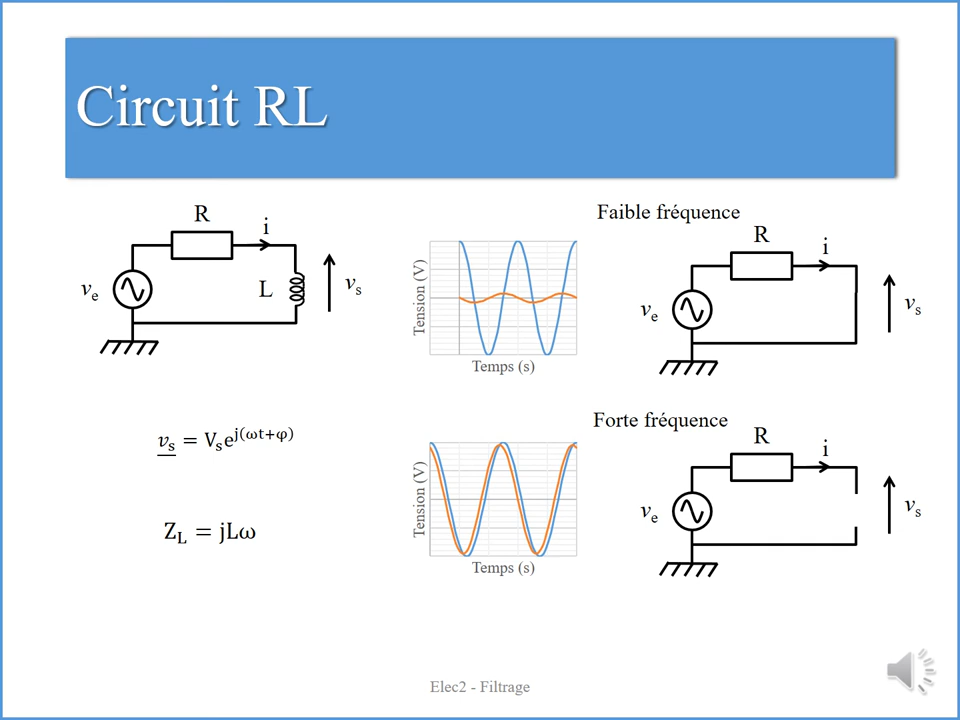 Circuit RL
R
i
L
vₑ
vₛ
vₛ = Vₛe^j(ωt+φ)
Z_L = jLω
Faible fréquence
Tension (V)
Temps (s)
R
i
vₑ
vₛ
Forte fréquence
Tension (V)
Temps (s)
R
i
vₑ
vₛ
Elec2 - Filtrage